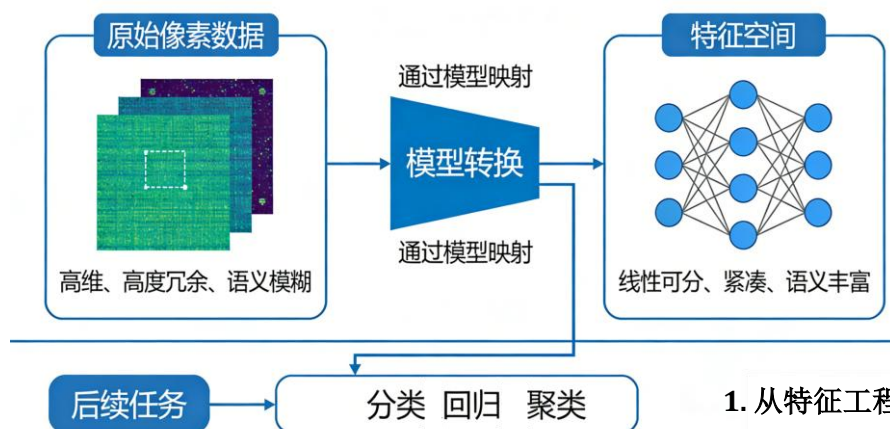 原始像素数据
高维、高度冗余、语义模糊
通过模型映射
模型转换
通过模型映射
特征空间
线性可分、紧凑、语义丰富
后续任务
分类 回归 聚类
1. 从特征工程